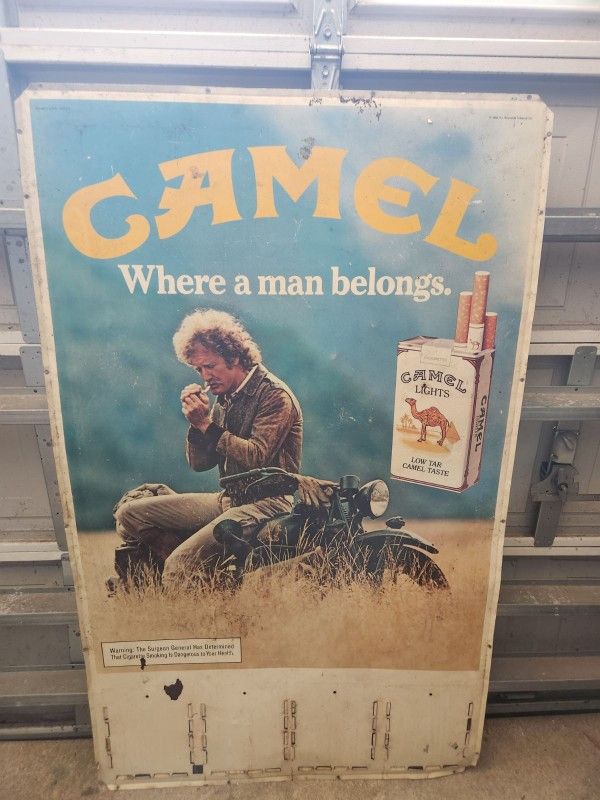 CAMEL
Where a man belongs.
CAMEL
LIGHTS
CAMEL
LOW TAR
CAMEL TASTE
Warning: The Surgeon General Has Determined
That Cigarette Smoking Is Dangerous to Your Health.